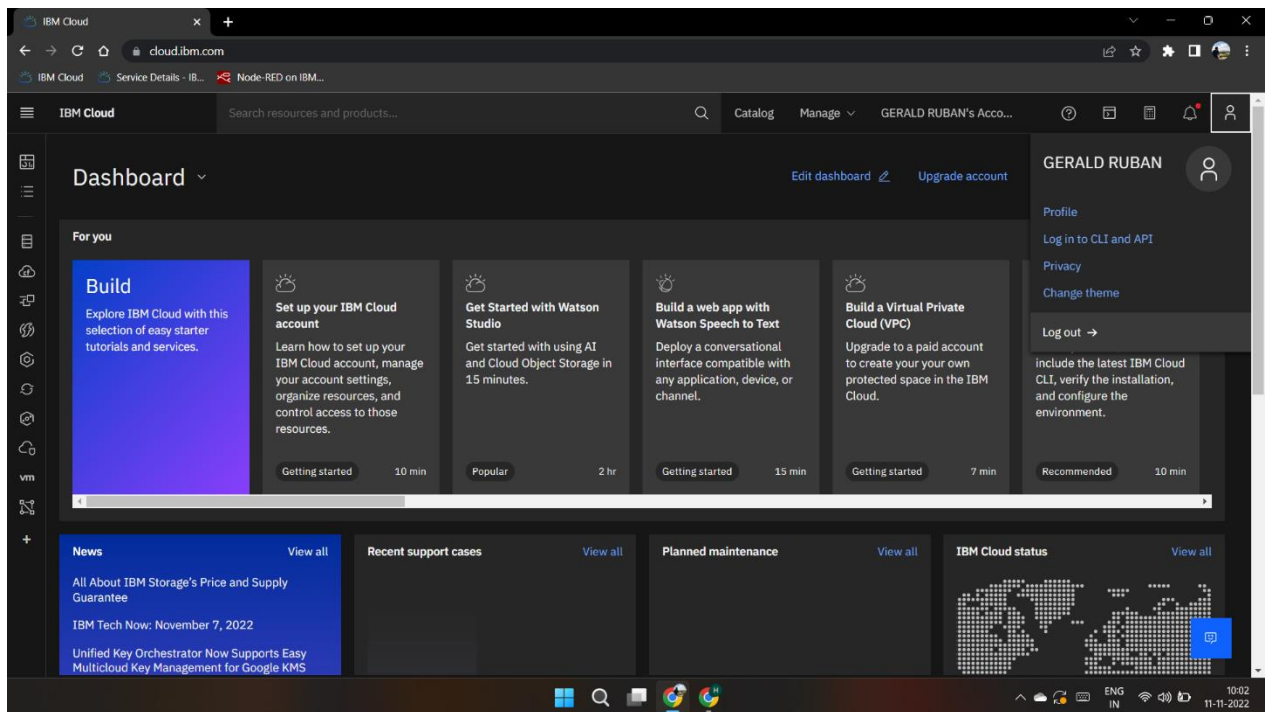 IBM Cloud
cloud.ibm.com
IBM Cloud
Service Details - IB...
Node-RED on IBM...
IBM Cloud
Search resources and products...
Catalog
Manage
GERALD RUBAN's Acco...
Dashboard
Edit dashboard
Upgrade account
GERALD RUBAN
Profile
Log in to CLI and API
Privacy
Change theme
Log out →
For you
Build
Explore IBM Cloud with this
selection of easy starter
tutorials and services.
Set up your IBM Cloud
account
Learn how to set up your
IBM Cloud account, manage
your account settings,
organize resources, and
control access to those
resources.
Getting started
10 min
Get Started with Watson
Studio
Get started with using AI
and Cloud Object Storage in
15 minutes.
Popular
2 hr
Build a web app with
Watson Speech to Text
Deploy a conversational
interface compatible with
any application, device, or
channel.
Getting started
15 min
Build a Virtual Private
Cloud (VPC)
Upgrade to a paid account
to create your your own
protected space in the IBM
Cloud.
Getting started
7 min
include the latest IBM Cloud
CLI, verify the installation,
and configure the
environment.
Recommended
10 min
vm
News
View all
All About IBM Storage's Price and Supply
Guarantee
IBM Tech Now: November 7, 2022
Unified Key Orchestrator Now Supports Easy
Multicloud Key Management for Google KMS
Recent support cases
View all
Planned maintenance
View all
IBM Cloud status
View all
ENG
IN
10:02
11-11-2022